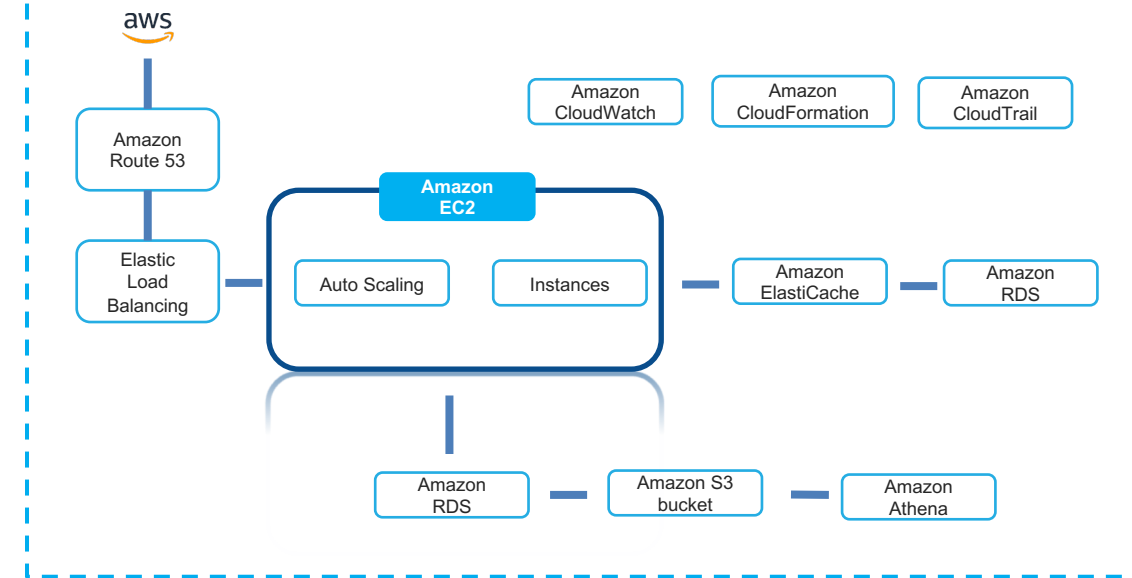 aws
Amazon
CloudWatch
Amazon
CloudFormation
Amazon
CloudTrail
Amazon
Route 53
Amazon
EC2
Elastic
Load
Balancing
Auto Scaling
Instances
Amazon
ElastiCache
Amazon
RDS
Amazon
RDS
Amazon S3
bucket
Amazon
Athena